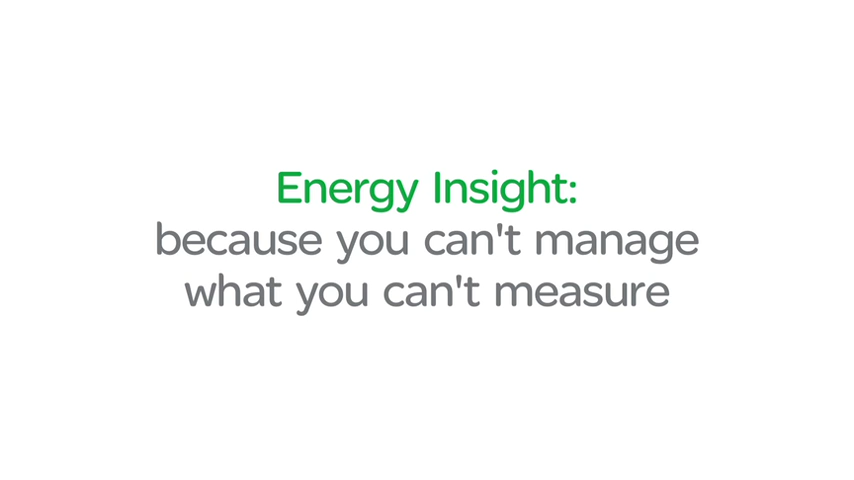 Energy Insight:
because you can't manage
what you can't measure